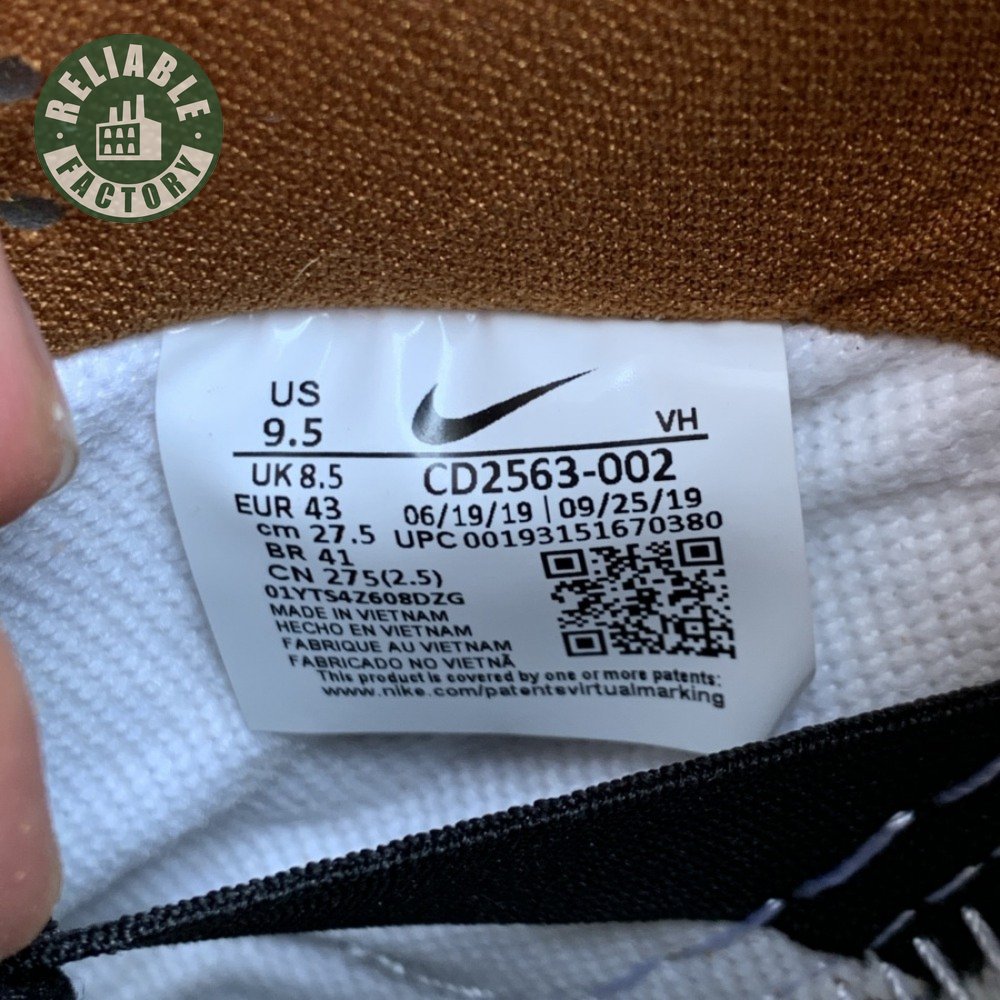 RELIABLE
FACTORY
US
9.5
VH
UK 8.5
CD2563-002
EUR 43
06/19/19 | 09/25/19
cm 27.5
UPC 00193151670380
BR 41
CN 275(2.5)
01YTS4Z608DZG
MADE IN VIETNAM
HECHO EN VIETNAM
FABRIQUE AU VIETNAM
FABRICADO NO VIETNÃ
This product is covered by one or more patents:
www.nike.com/patentsvirtualmarking